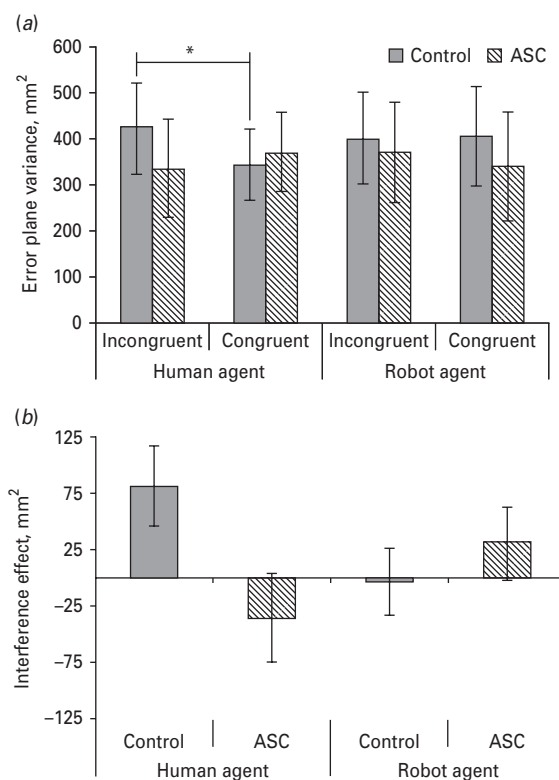 (a)
600
*
Control
ASC
500
400
300
200
100
0
Error plane variance, mm²
Incongruent
Congruent
Incongruent
Congruent
Human agent
Robot agent
(b)
125
75
25
−25
−75
−125
Interference effect, mm²
Control
ASC
Control
ASC
Human agent
Robot agent